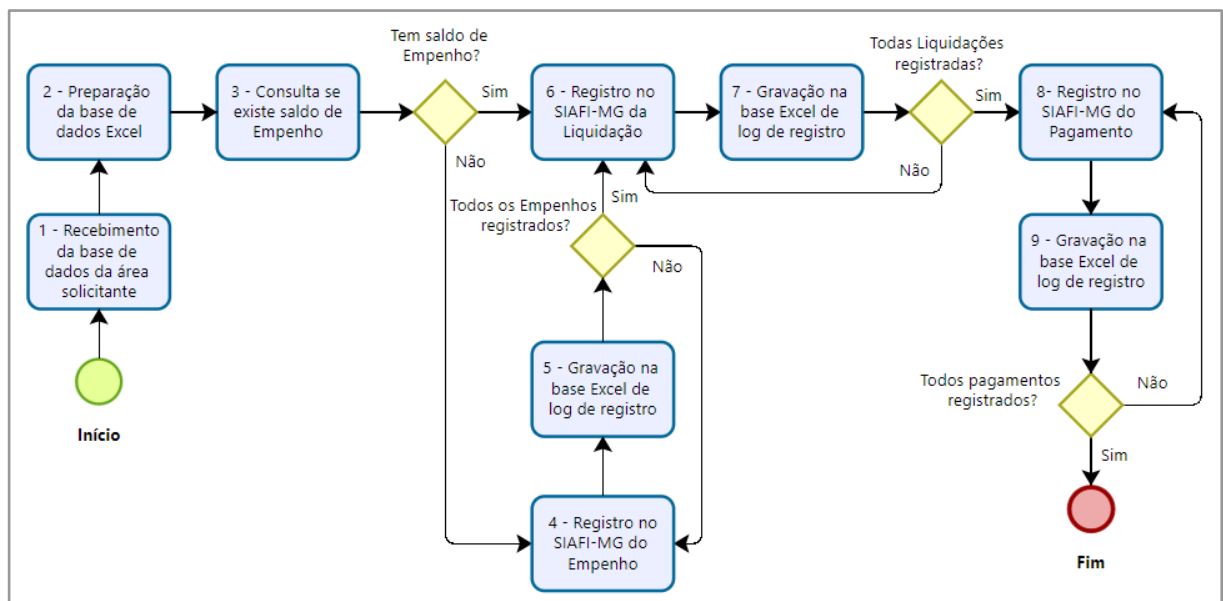 Início
1 - Recebimento
da base de
dados da área
solicitante
2 - Preparação
da base de
dados Excel
3 - Consulta se
existe saldo de
Empenho
Tem saldo de
Empenho?
Sim
Não
4 - Registro no
SIAFI-MG do
Empenho
5 - Gravação na
base Excel de
log de registro
Todos os Empenhos
registrados?
Sim
Não
6 - Registro no
SIAFI-MG da
Liquidação
7 - Gravação na
base Excel de
log de registro
Todas Liquidações
registradas?
Sim
Não
8- Registro no
SIAFI-MG do
Pagamento
9 - Gravação na
base Excel de
log de registro
Todos pagamentos
registrados?
Não
Sim
Fim